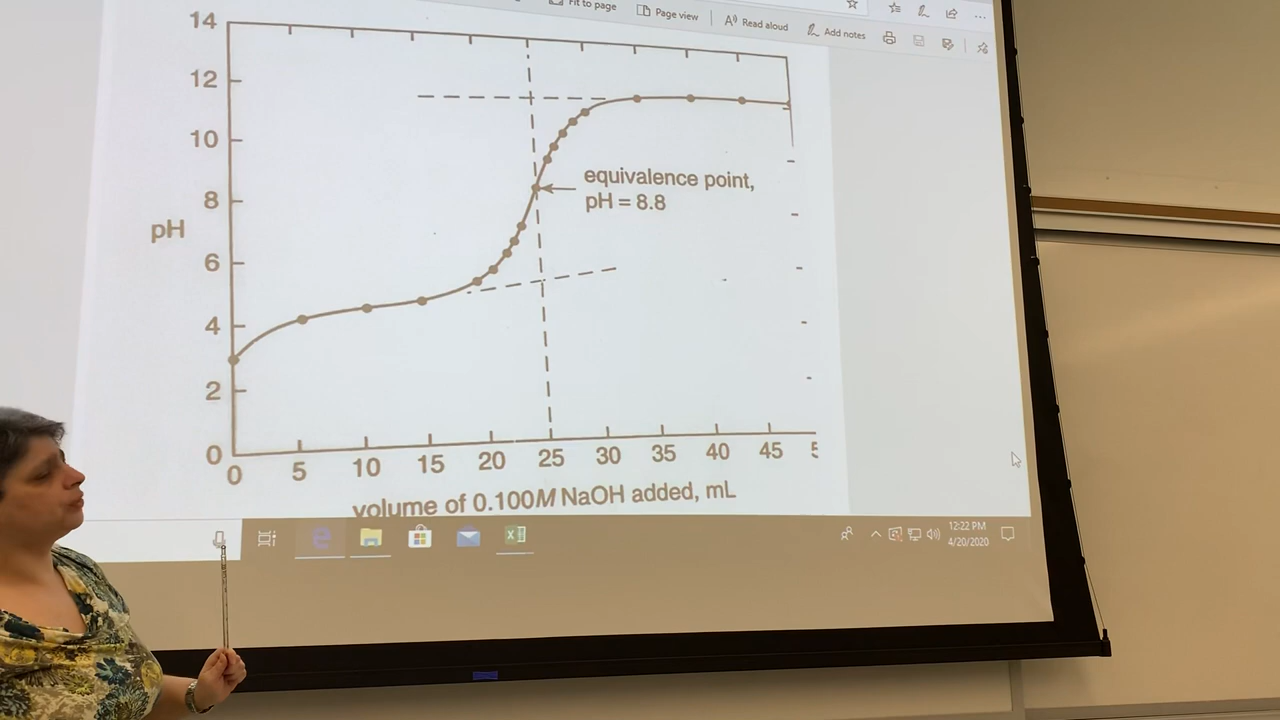 Fit to page
Page view
Read aloud
Add notes
14
12
10
8
6
4
2
0
pH
equivalence point,
pH = 8.8
0 5 10 15 20 25 30 35 40 45
volume of 0.100M NaOH added, mL
12:22 PM
4/20/2020